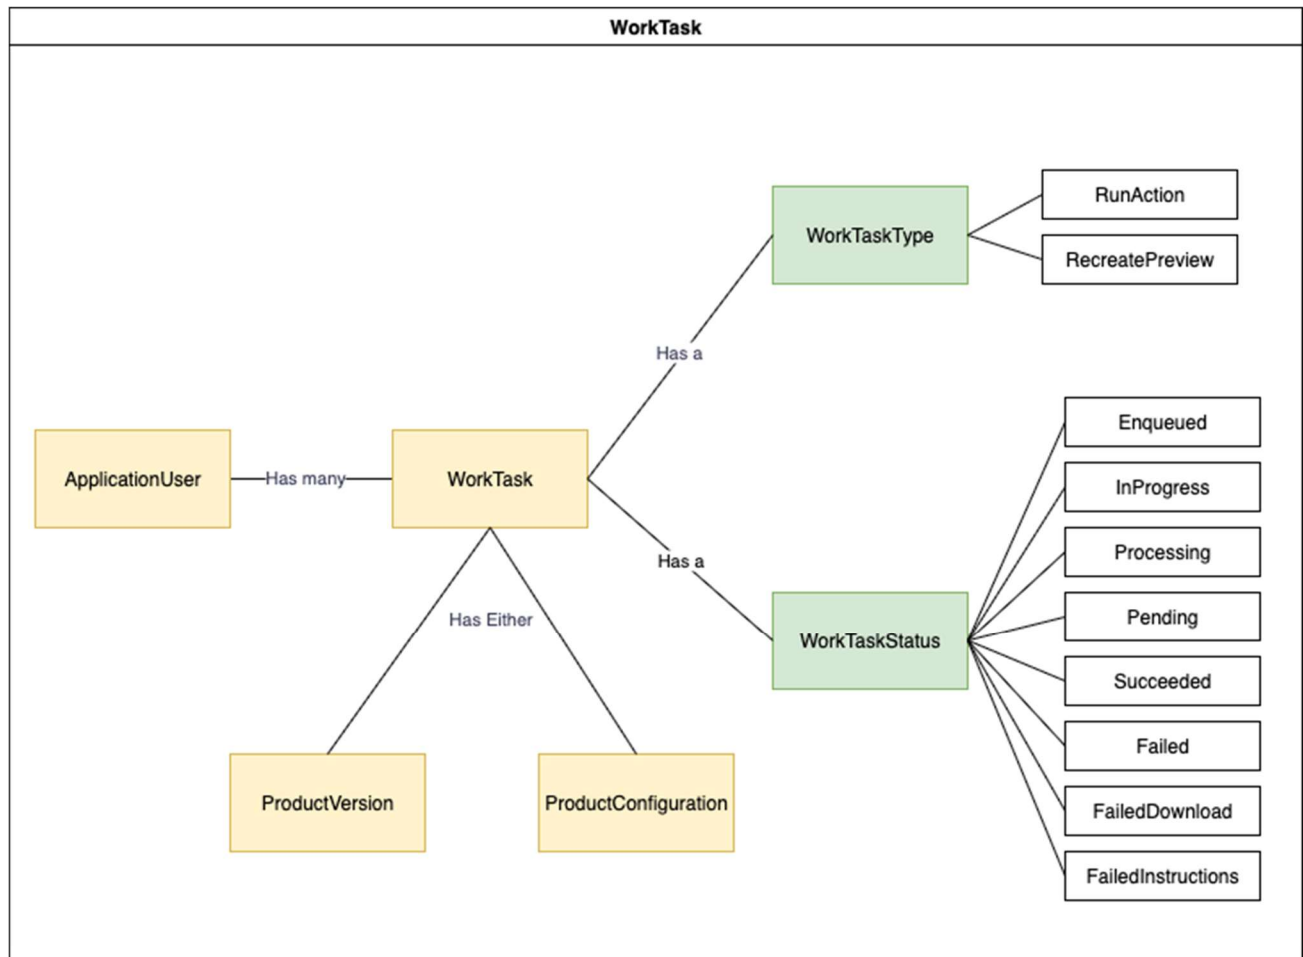 WorkTask
WorkTaskType
RunAction
RecreatePreview
Has a
ApplicationUser
Has many
WorkTask
Has a
Has Either
WorkTaskStatus
Enqueued
InProgress
Processing
Pending
Succeeded
Failed
FailedDownload
FailedInstructions
ProductVersion
ProductConfiguration